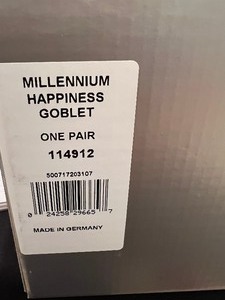 MILLENNIUM
HAPPINESS
GOBLET
ONE PAIR
114912
500717203107
0 24258 29665 7
MADE IN GERMANY